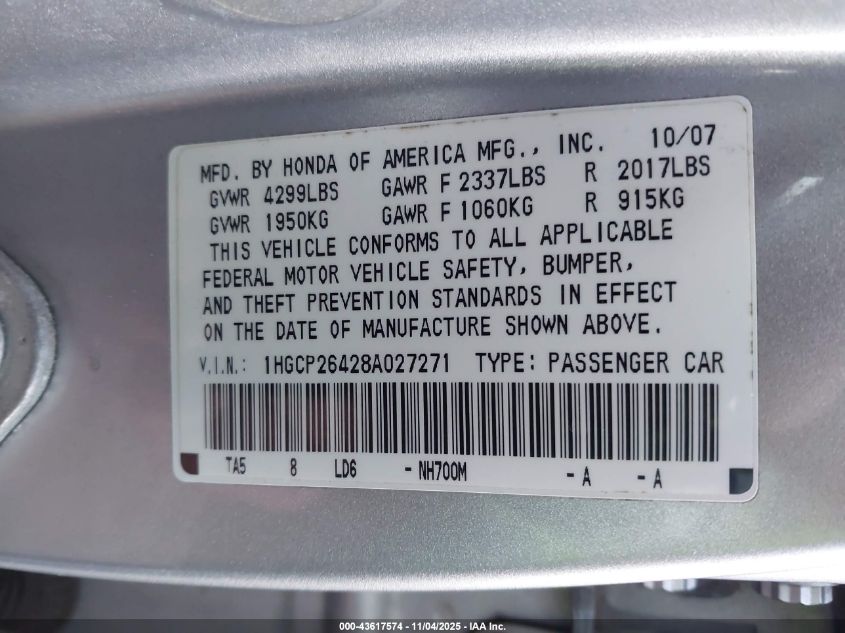 MFD. BY HONDA OF AMERICA MFG., INC. 10/07
GVWR 4299LBS GAWR F 2337LBS R 2017LBS
GVWR 1950KG GAWR F 1060KG R 915KG
THIS VEHICLE CONFORMS TO ALL APPLICABLE
FEDERAL MOTOR VEHICLE SAFETY, BUMPER,
AND THEFT PREVENTION STANDARDS IN EFFECT
ON THE DATE OF MANUFACTURE SHOWN ABOVE.
V.I.N.: 1HGCP26428A027271 TYPE: PASSENGER CAR
TA5 8 LD6 - NH700M - A - A
000-43617574 - 11/04/2025 - IAA Inc.